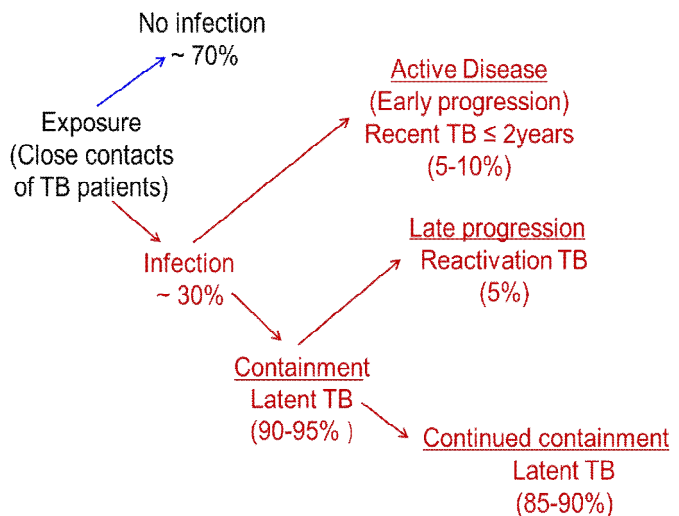 No infection
~ 70%
Exposure
(Close contacts
of TB patients)
Infection
~ 30%
Active Disease
(Early progression)
Recent TB ≤ 2years
(5-10%)
Late progression
Reactivation TB
(5%)
Containment
Latent TB
(90-95% )
Continued containment
Latent TB
(85-90%)